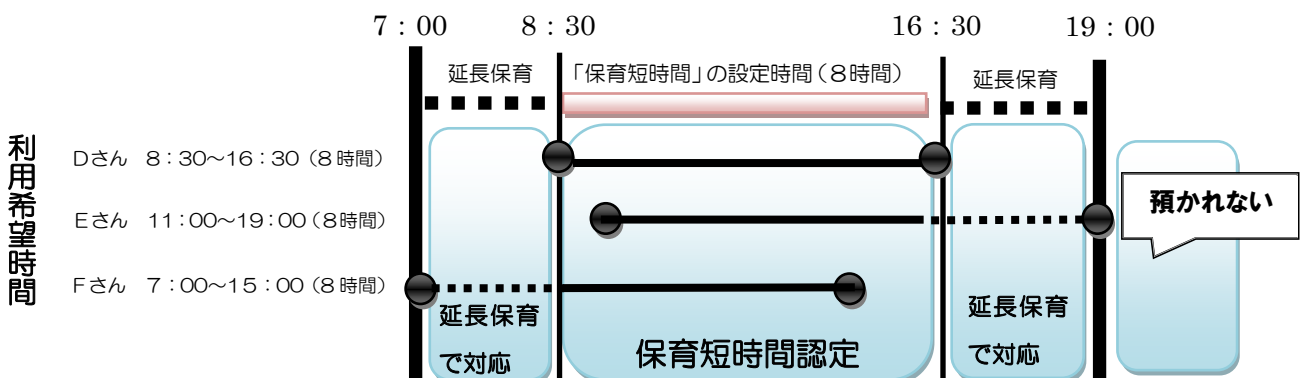 7：00 8：30 16：30 19：00
延長保育 「保育短時間」の設定時間（８時間） 延長保育
利用希望時間
Ｄさん ８：３０～１６：３０（８時間）
預かれない
Ｅさん １１：００～１９：００（８時間）
Ｆさん ７：００～１５：００（８時間）
延長保育
で対応
保育短時間認定
延長保育
で対応